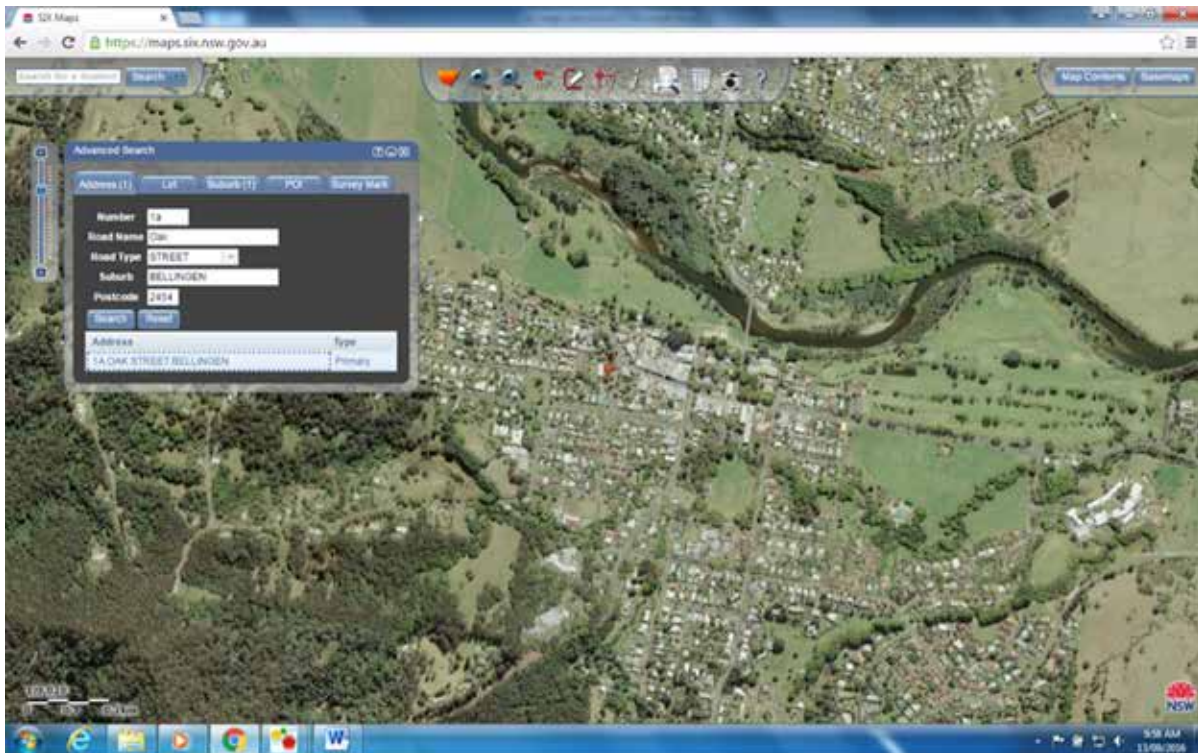 SIX Maps
https://maps.six.nsw.gov.au
Search
Map Contents Basemaps
Advanced Search
Address (1) Lot Suburb (1) POI Survey Mark
Number 1a
Road Name Oak
Road Type STREET
Suburb BELLINGEN
Postcode 2454
Search Reset
Address Type
1A OAK STREET BELLINGEN Primary
NSW
9:58 AM